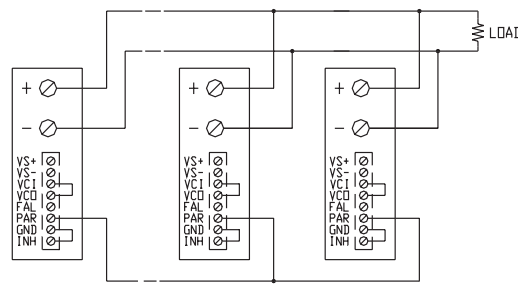 LOAD
+
−
VS+
VS−
VCI
VCO
FAL
PAR
GND
INH
+
−
VS+
VS−
VCI
VCO
FAL
PAR
GND
INH
+
−
VS+
VS−
VCI
VCO
FAL
PAR
GND
INH